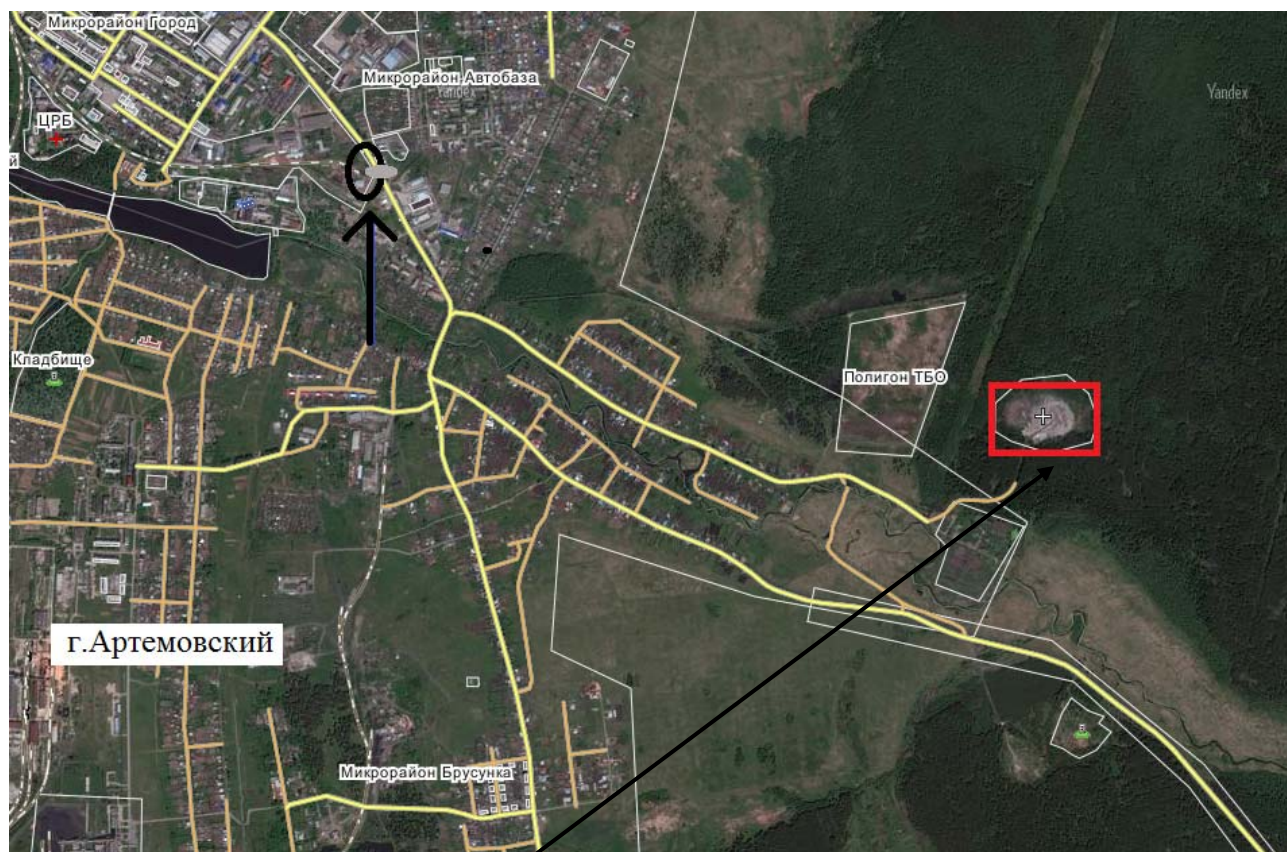 Микрорайон Город
Микрорайон Автобаза
Yandex
Yandex
ЦРБ
й
Кладбище
Полигон ТБО
г.Артемовский
Микрорайон Брусунка